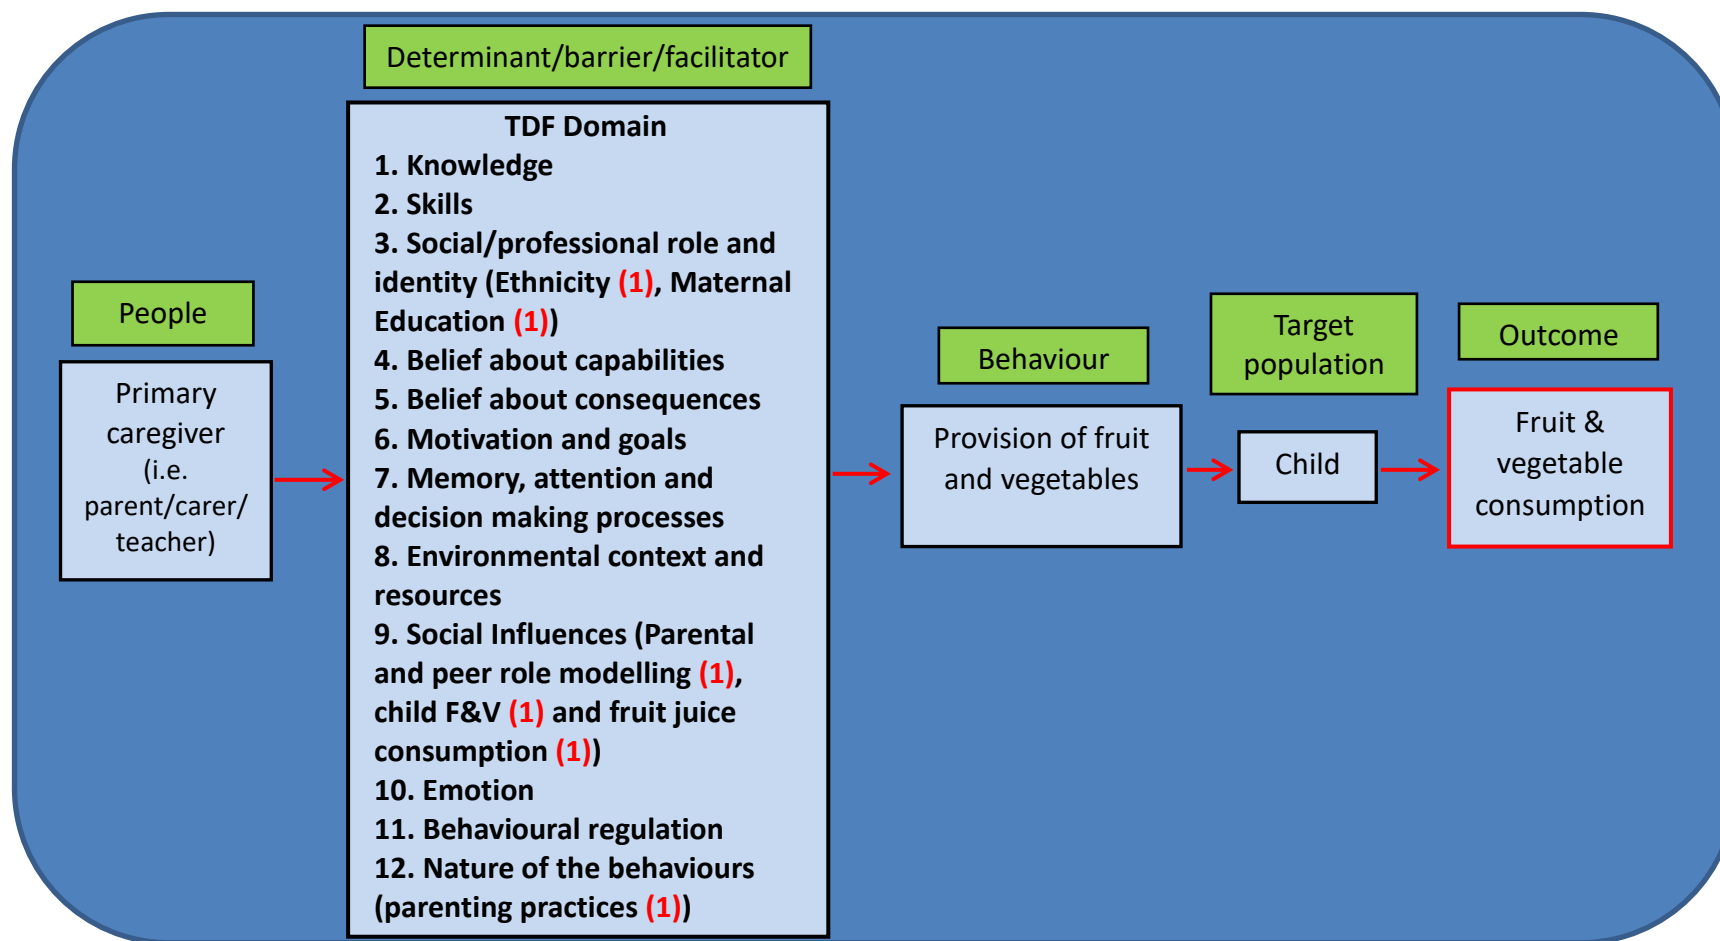 People
Primary
caregiver
(i.e.
parent/carer/
teacher)
Determinant/barrier/facilitator
TDF Domain
1. Knowledge
2. Skills
3. Social/professional role and
identity (Ethnicity (1), Maternal
Education (1))
4. Belief about capabilities
5. Belief about consequences
6. Motivation and goals
7. Memory, attention and
decision making processes
8. Environmental context and
resources
9. Social Influences (Parental
and peer role modelling (1),
child F&V (1) and fruit juice
consumption (1))
10. Emotion
11. Behavioural regulation
12. Nature of the behaviours
(parenting practices (1))
Behaviour
Provision of fruit
and vegetables
Target
population
Child
Outcome
Fruit &
vegetable
consumption